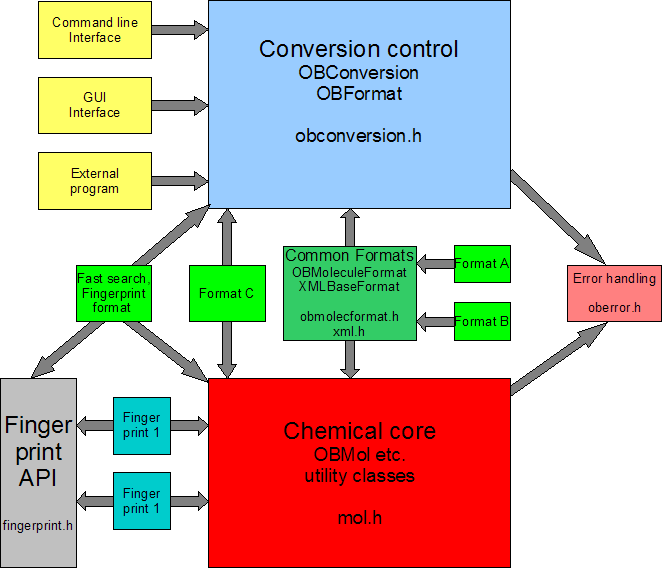 Command line
Interface
GUI
Interface
External
program
Conversion control
OBConversion
OBFormat
obconversion.h
Fast search,
Fingerprint
format
Format C
Common Formats
OBMoleculeFormat
XMLBaseFormat
obmolecformat.h
xml.h
Format A
Format B
Error handling
oberror.h
Finger
print
API
fingerprint.h
Finger
print 1
Finger
print 1
Chemical core
OBMol etc.
utility classes
mol.h